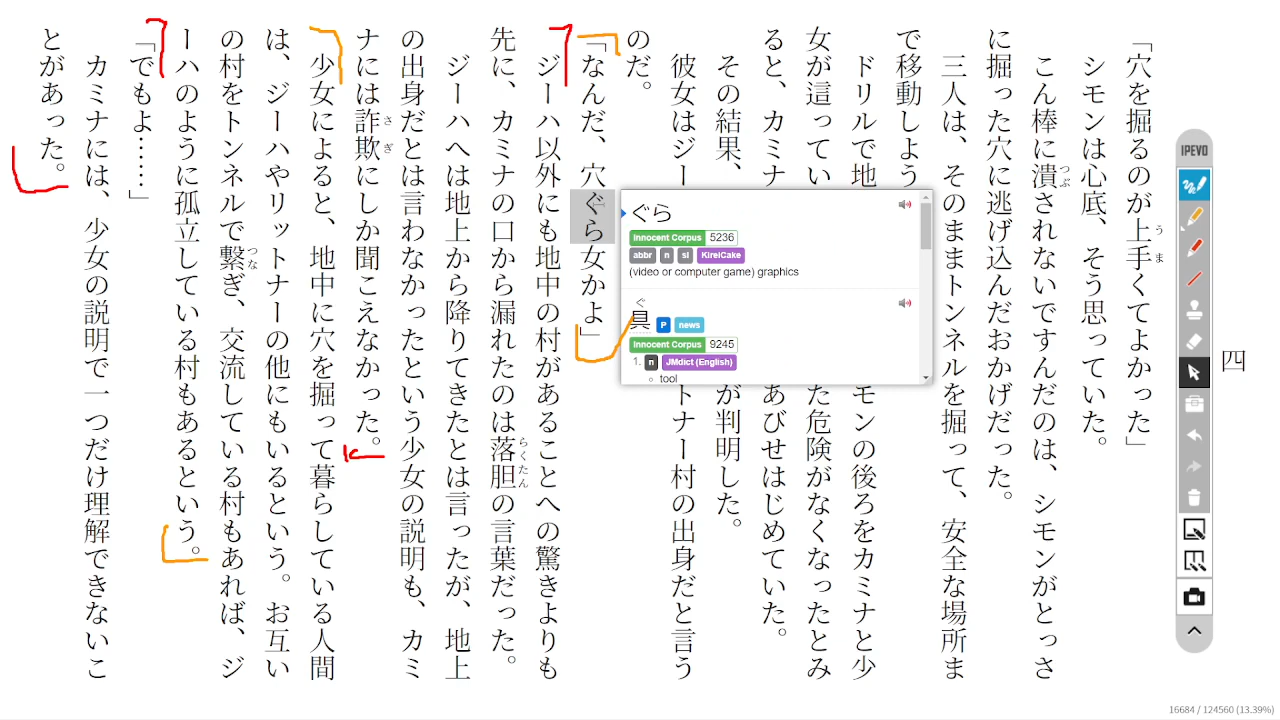 四
「穴を掘るのが上手くてよかった」
うま
シモンは心底、そう思っていた。
こん棒に潰されないですんだのは、シモンがとっさ
つぶ
に掘った穴に逃げ込んだおかげだった。
三人は、そのままトンネルを掘って、安全な場所ま
で移動しよう
ドリルで地 モンの後ろをカミナと少
女が這ってい た危険がなくなったとみ
ると、カミナ あびせはじめていた。
その結果、 が判明した。
彼女はジー トナー村の出身だと言う
のだ。
「なんだ、穴ぐら女かよ」
ジーハ以外にも地中の村があることへの驚きよりも
先に、カミナの口から漏れたのは落胆の言葉だった。
らくたん
ジーハへは地上から降りてきたとは言ったが、地上
の出身だとは言わなかったという少女の説明も、カミ
ナには詐欺にしか聞こえなかった。
さぎ
少女によると、地中に穴を掘って暮らしている人間
は、ジーハやリットナーの他にもいるという。お互い
の村をトンネルで繋ぎ、交流している村もあれば、ジ
つな
ーハのように孤立している村もあるという。
「でもよ……」
カミナには、少女の説明で一つだけ理解できないこ
とがあった。
ぐら
Innocent Corpus 5236
abbr n sl KireiCake
(video or computer game) graphics
ぐ
具 P news
Innocent Corpus 9245
1. n JMdict (English)
tool
IPEVO
16684 / 124560 (13.39%)